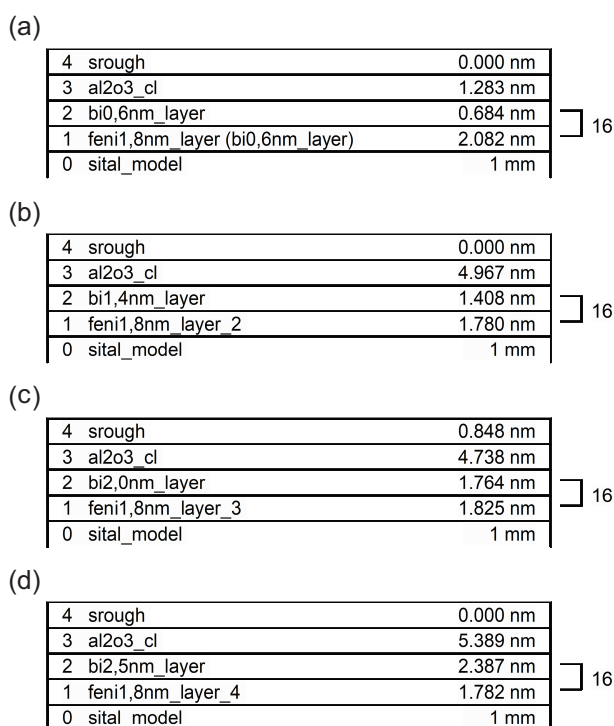 (a)
4 srough 0.000 nm
3 al2o3_cl 1.283 nm
2 bi0,6nm_layer 0.684 nm
16
1 feni1,8nm_layer (bi0,6nm_layer) 2.082 nm
0 sital_model 1 mm
(b)
4 srough 0.000 nm
3 al2o3_cl 4.967 nm
2 bi1,4nm_layer 1.408 nm
16
1 feni1,8nm_layer_2 1.780 nm
0 sital_model 1 mm
(c)
4 srough 0.848 nm
3 al2o3_cl 4.738 nm
2 bi2,0nm_layer 1.764 nm
16
1 feni1,8nm_layer_3 1.825 nm
0 sital_model 1 mm
(d)
4 srough 0.000 nm
3 al2o3_cl 5.389 nm
2 bi2,5nm_layer 2.387 nm
16
1 feni1,8nm_layer_4 1.782 nm
0 sital_model 1 mm